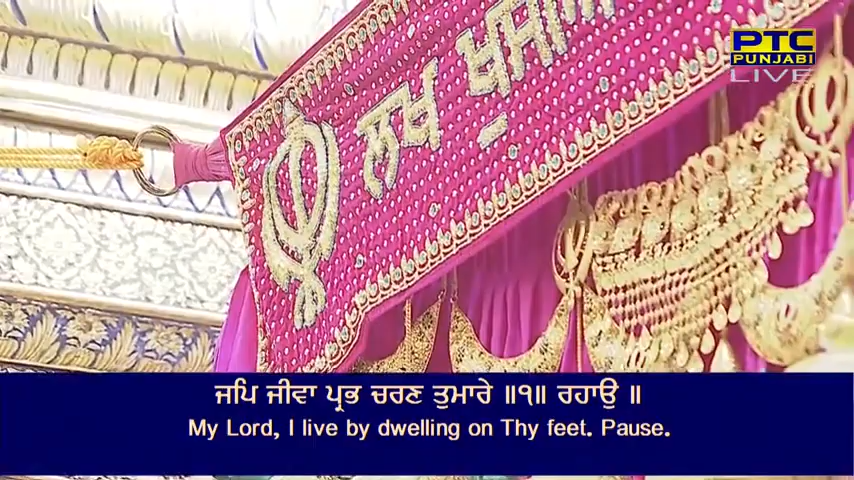 PTC
PUNJABI
LIVE
ਲਖ ਖੁਸੀਆ
ਜਪਿ ਜੀਵਾ ਪ੍ਰਭ ਚਰਣ ਤੁਮਾਰੇ ॥੧॥ ਰਹਾਉ ॥
My Lord, I live by dwelling on Thy feet. Pause.